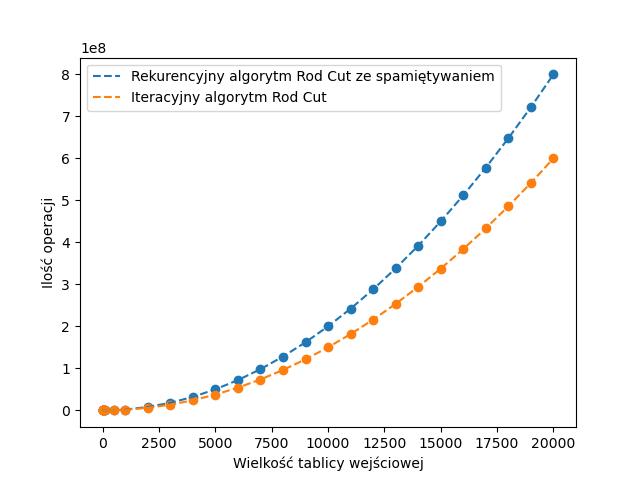 1e8
Rekurencyjny algorytm Rod Cut ze spamiętywaniem
Iteracyjny algorytm Rod Cut
8
7
6
5
4
3
2
1
0
Ilość operacji
0 2500 5000 7500 10000 12500 15000 17500 20000
Wielkość tablicy wejściowej